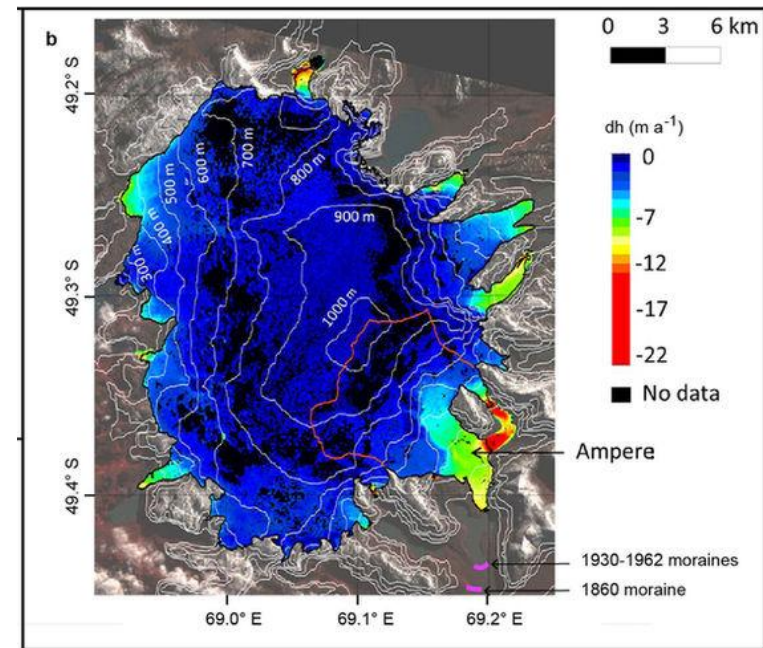 b
0 3 6 km
49.2° S
49.3° S
49.4° S
300 m
400 m
500 m
600 m
700 m
800 m
900 m
1000 m
dh (m a⁻¹)
0
-7
-12
-17
-22
No data
Ampere
1930-1962 moraines
1860 moraine
69.0° E 69.1° E 69.2° E